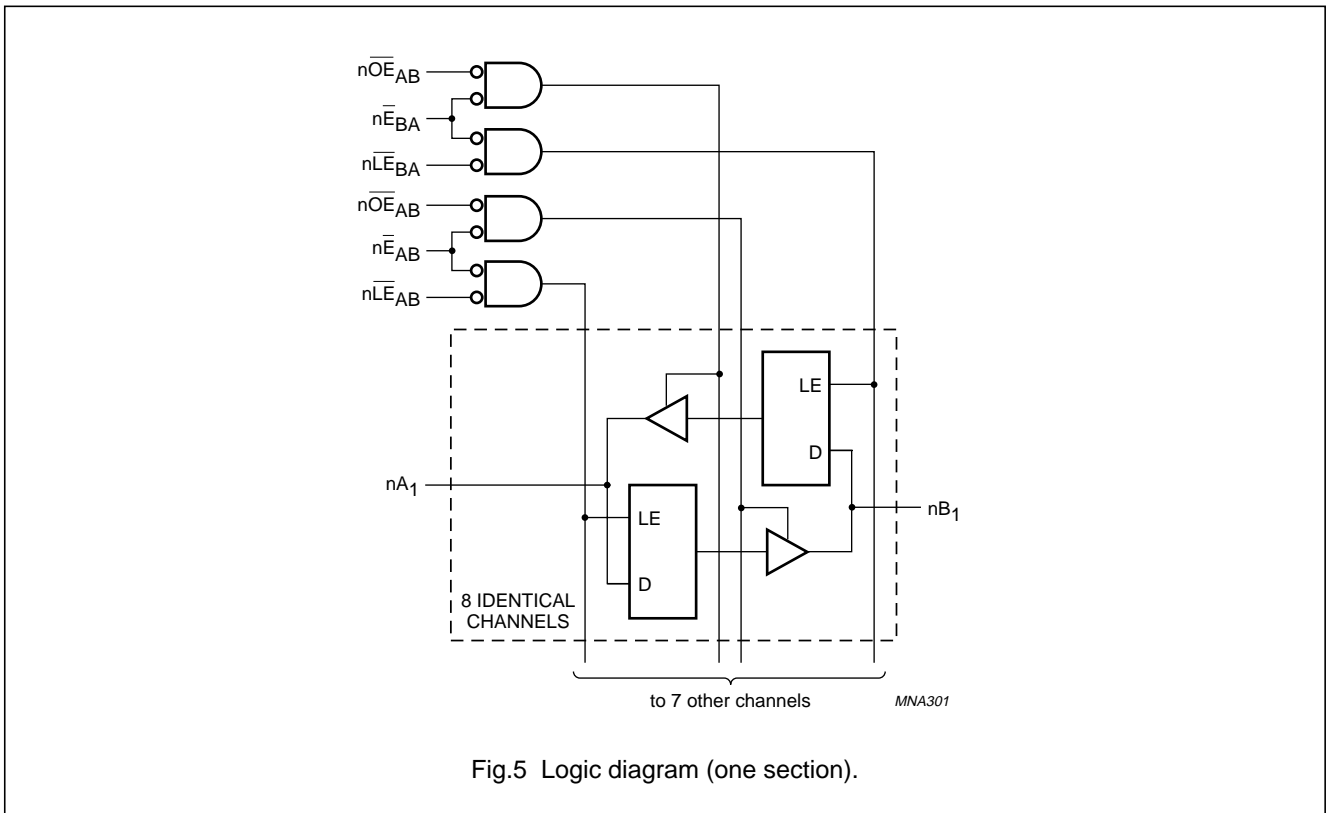 nOE̅AB
nE̅BA
nLE̅BA
nOE̅AB
nE̅AB
nLE̅AB
LE
D
nA1
LE
D
nB1
8 IDENTICAL
CHANNELS
to 7 other channels
MNA301
Fig.5 Logic diagram (one section).